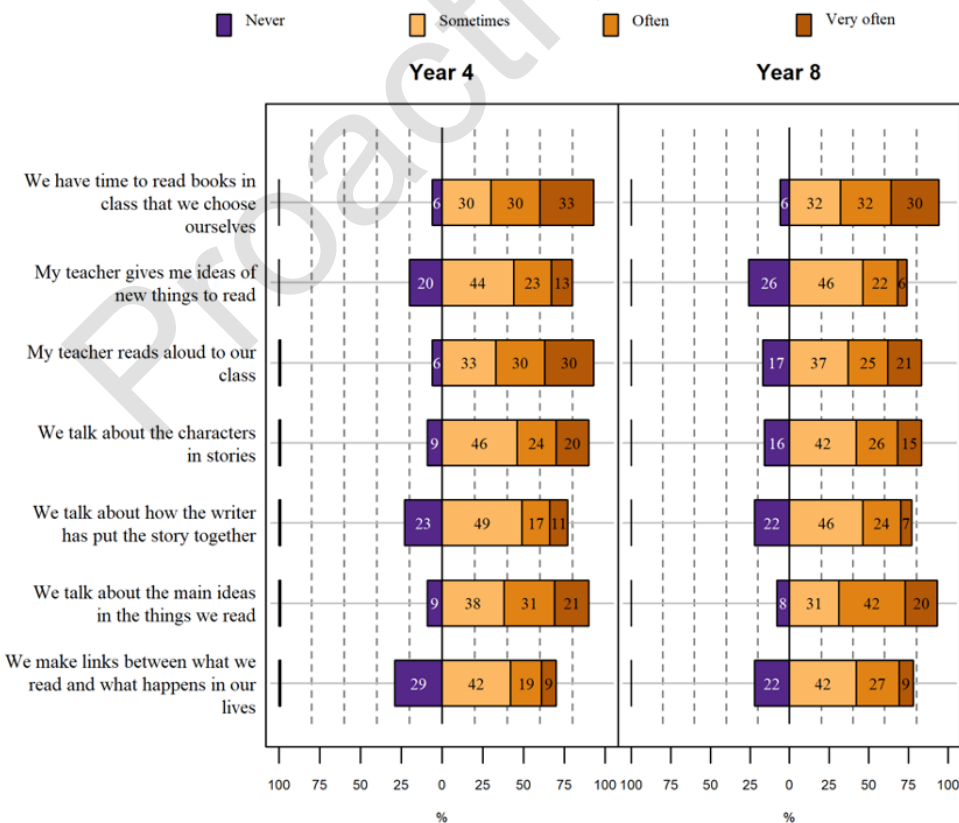 Never Sometimes Often Very often
Year 4 Year 8
We have time to read books in
class that we choose
ourselves
6 30 30 33 6 32 32 30
My teacher gives me ideas of
new things to read
20 44 23 13 26 46 22 6
My teacher reads aloud to our
class
6 33 30 30 17 37 25 21
We talk about the characters
in stories
9 46 24 20 16 42 26 15
We talk about how the writer
has put the story together
23 49 17 11 22 46 24 7
We talk about the main ideas
in the things we read
9 38 31 21 8 31 42 20
We make links between what we
read and what happens in our
lives
29 42 19 9 22 42 27 9
100 75 50 25 0 25 50 75 100 100 75 50 25 0 25 50 75 100
% %
Proacti